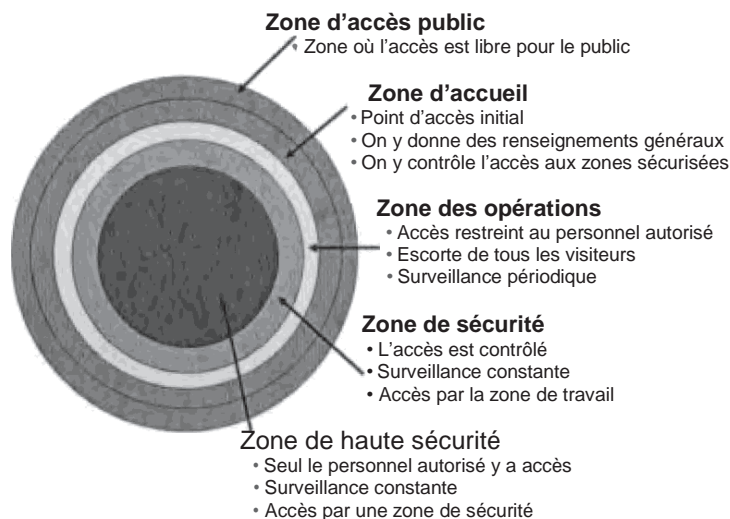 Zone d'accès public
• Zone où l'accès est libre pour le public
Zone d'accueil
• Point d'accès initial
• On y donne des renseignements généraux
• On y contrôle l'accès aux zones sécurisées
Zone des opérations
• Accès restreint au personnel autorisé
• Escorte de tous les visiteurs
• Surveillance périodique
Zone de sécurité
• L'accès est contrôlé
• Surveillance constante
• Accès par la zone de travail
Zone de haute sécurité
• Seul le personnel autorisé y a accès
• Surveillance constante
• Accès par une zone de sécurité